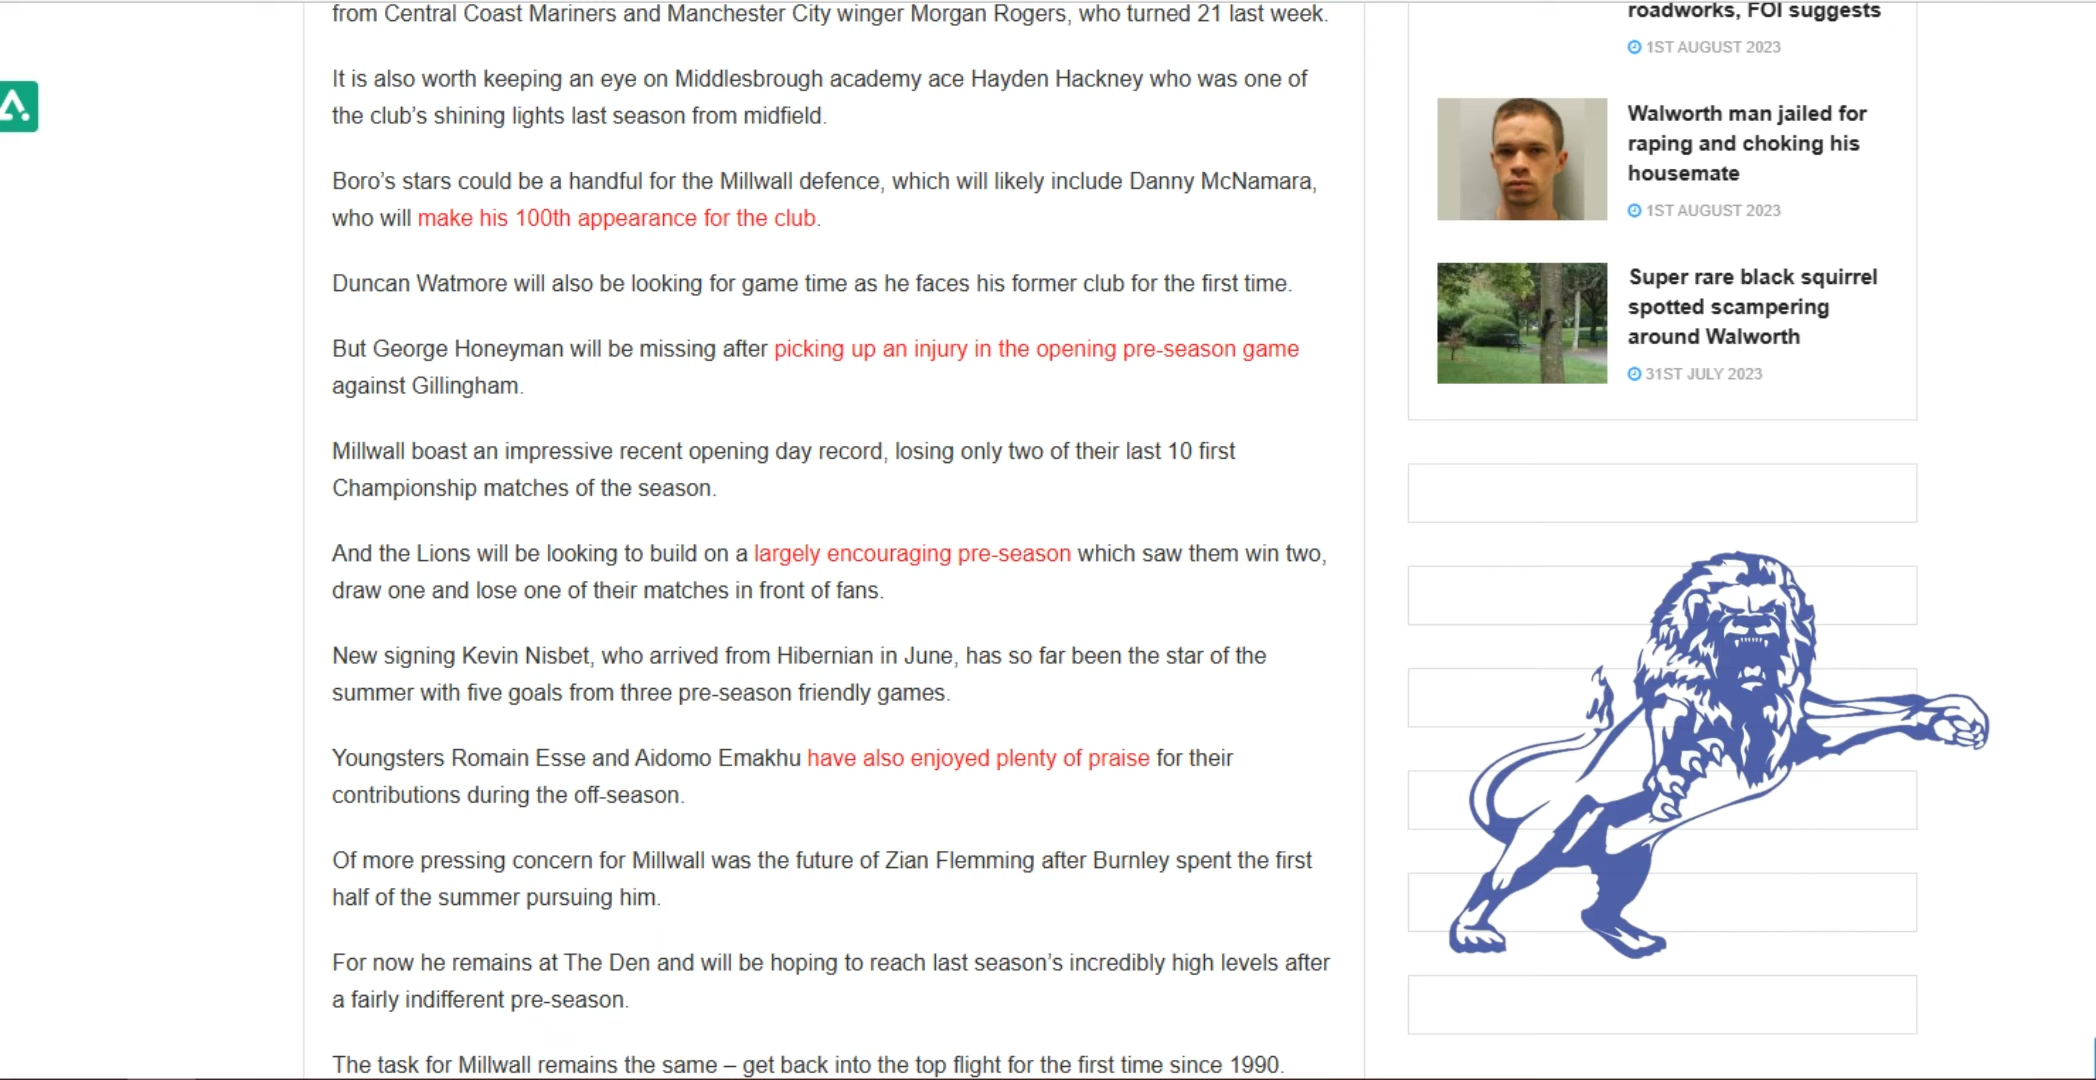 from Central Coast Mariners and Manchester City winger Morgan Rogers, who turned 21 last week.
It is also worth keeping an eye on Middlesbrough academy ace Hayden Hackney who was one of
the club’s shining lights last season from midfield.
Boro’s stars could be a handful for the Millwall defence, which will likely include Danny McNamara,
who will make his 100th appearance for the club.
Duncan Watmore will also be looking for game time as he faces his former club for the first time.
But George Honeyman will be missing after picking up an injury in the opening pre-season game
against Gillingham.
Millwall boast an impressive recent opening day record, losing only two of their last 10 first
Championship matches of the season.
And the Lions will be looking to build on a largely encouraging pre-season which saw them win two,
draw one and lose one of their matches in front of fans.
New signing Kevin Nisbet, who arrived from Hibernian in June, has so far been the star of the
summer with five goals from three pre-season friendly games.
Youngsters Romain Esse and Aidomo Emakhu have also enjoyed plenty of praise for their
contributions during the off-season.
Of more pressing concern for Millwall was the future of Zian Flemming after Burnley spent the first
half of the summer pursuing him.
For now he remains at The Den and will be hoping to reach last season’s incredibly high levels after
a fairly indifferent pre-season.
The task for Millwall remains the same – get back into the top flight for the first time since 1990.
roadworks, FOI suggests
1ST AUGUST 2023
Walworth man jailed for
raping and choking his
housemate
1ST AUGUST 2023
Super rare black squirrel
spotted scampering
around Walworth
31ST JULY 2023